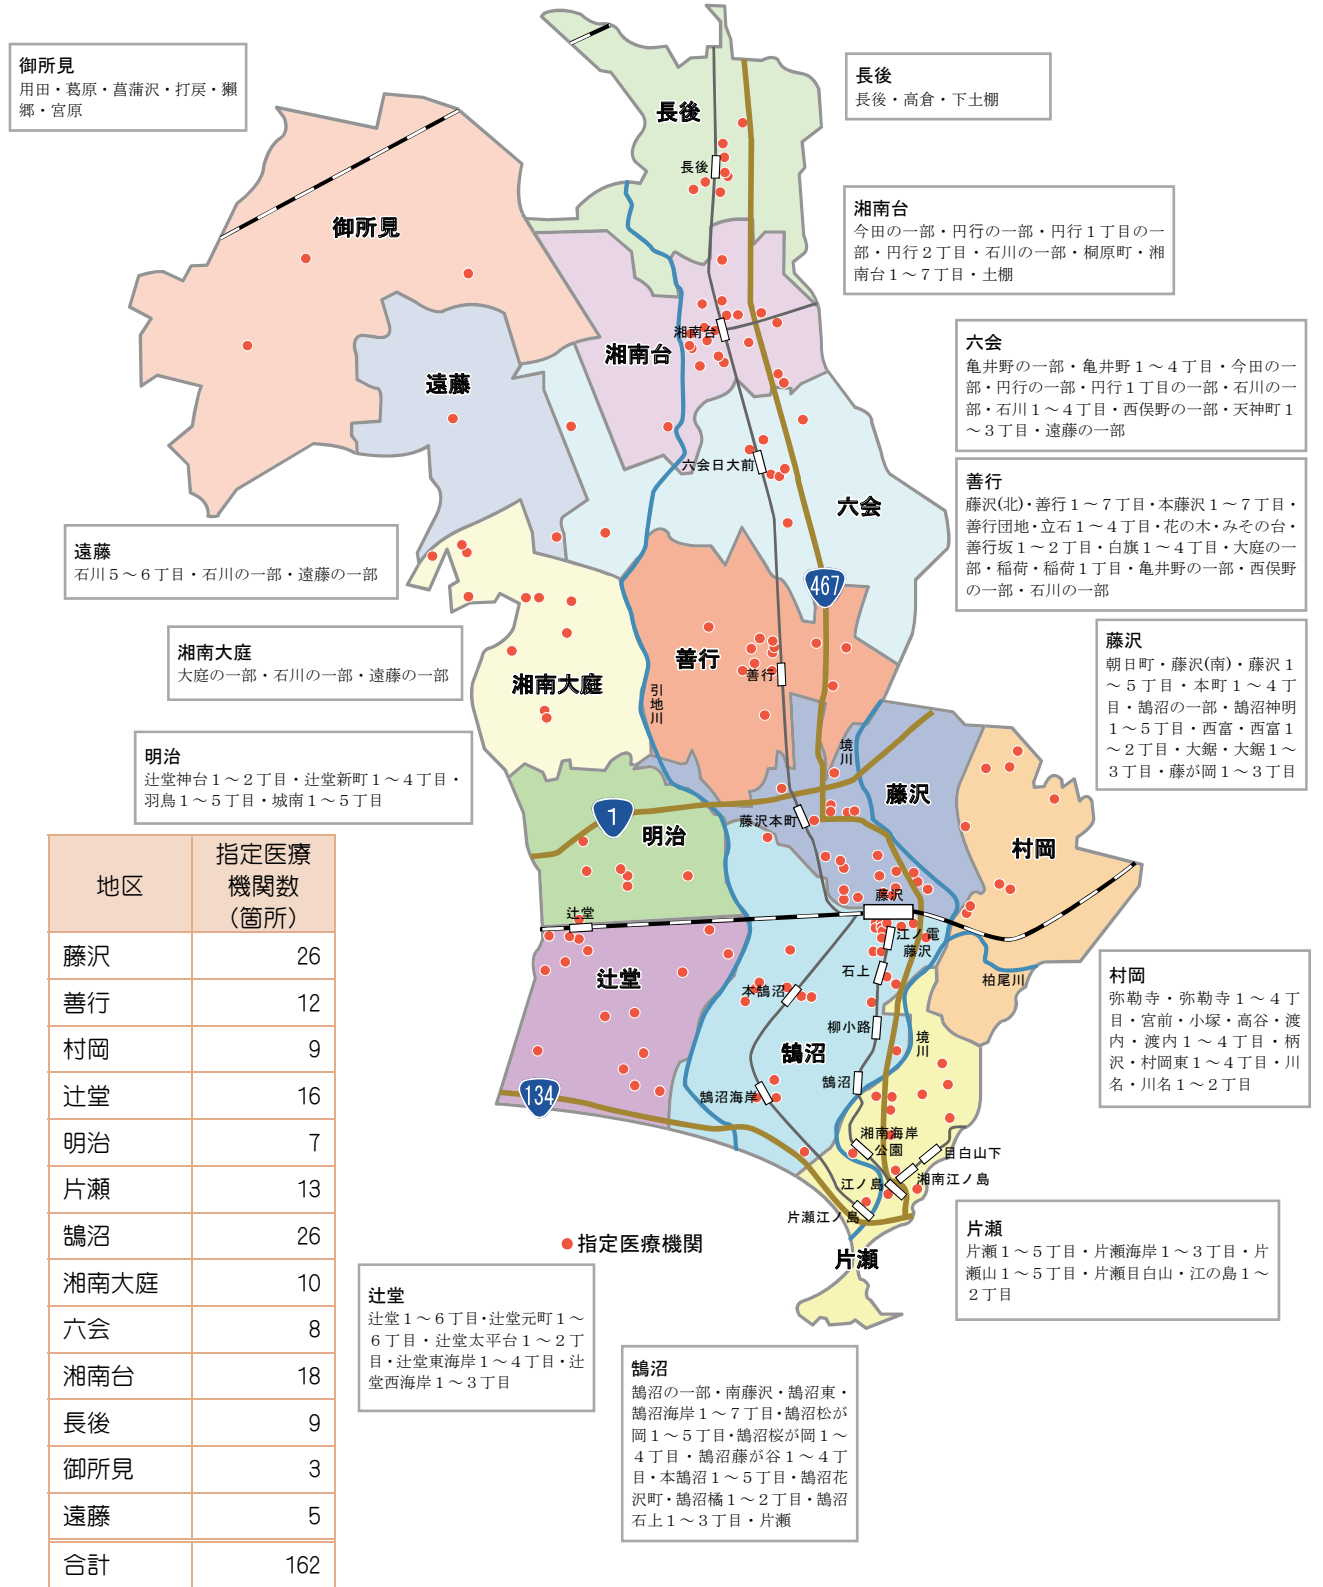 御所見
用田・葛原・菖蒲沢・打戻・獺
郷・宮原
長後
長後・高倉・下土棚
湘南台
今田の一部・円行の一部・円行１丁目の一
部・円行２丁目・石川の一部・桐原町・湘
南台１～７丁目・土棚
六会
亀井野の一部・亀井野１～４丁目・今田の一
部・円行の一部・円行１丁目の一部・石川の一
部・石川１～４丁目・西俣野の一部・天神町１
～３丁目・遠藤の一部
善行
藤沢(北)・善行１～７丁目・本藤沢１～７丁目・
善行団地・立石１～４丁目・花の木・みその台・
善行坂１～２丁目・白旗１～４丁目・大庭の一
部・稲荷・稲荷１丁目・亀井野の一部・西俣野
の一部・石川の一部
遠藤
石川５～６丁目・石川の一部・遠藤の一部
湘南大庭
大庭の一部・石川の一部・遠藤の一部
藤沢
朝日町・藤沢(南)・藤沢１
～５丁目・本町１～４丁
目・鵠沼の一部・鵠沼神明
１～５丁目・西富・西富１
～２丁目・大鋸・大鋸１～
３丁目・藤が岡１～３丁目
明治
辻堂神台１～２丁目・辻堂新町１～４丁目・
羽鳥１～５丁目・城南１～５丁目
村岡
弥勒寺・弥勒寺１～４丁
目・宮前・小塚・高谷・渡
内・渡内１～４丁目・柄
沢・村岡東１～４丁目・川
名・川名１～２丁目
片瀬
片瀬１～５丁目・片瀬海岸１～３丁目・片
瀬山１～５丁目・片瀬目白山・江の島１～
２丁目
辻堂
辻堂１～６丁目・辻堂元町１～
６丁目・辻堂太平台１～２丁
目・辻堂東海岸１～４丁目・辻
堂西海岸１～３丁目
鵠沼
鵠沼の一部・南藤沢・鵠沼東・
鵠沼海岸１～７丁目・鵠沼松が
岡１～５丁目・鵠沼桜が岡１～
４丁目・鵠沼藤が谷１～４丁
目・本鵠沼１～５丁目・鵠沼花
沢町・鵠沼橘１～２丁目・鵠沼
石上１～３丁目・片瀬
長後
長後
御所見
湘南台
湘南台
遠藤
六会日大前
六会
467
善行
善行
湘南大庭
引地川
境川
藤沢
1
明治
藤沢本町
村岡
藤沢
辻堂
江ノ電
藤沢
石上
辻堂
本鵠沼
柏尾川
柳小路
境川
鵠沼
鵠沼
134
鵠沼海岸
湘南海岸
公園
目白山下
江ノ島
湘南江ノ島
片瀬江ノ島
片瀬
指定医療機関
地区 指定医療
機関数
（箇所）
藤沢 26
善行 12
村岡 9
辻堂 16
明治 7
片瀬 13
鵠沼 26
湘南大庭 10
六会 8
湘南台 18
長後 9
御所見 3
遠藤 5
合計 162